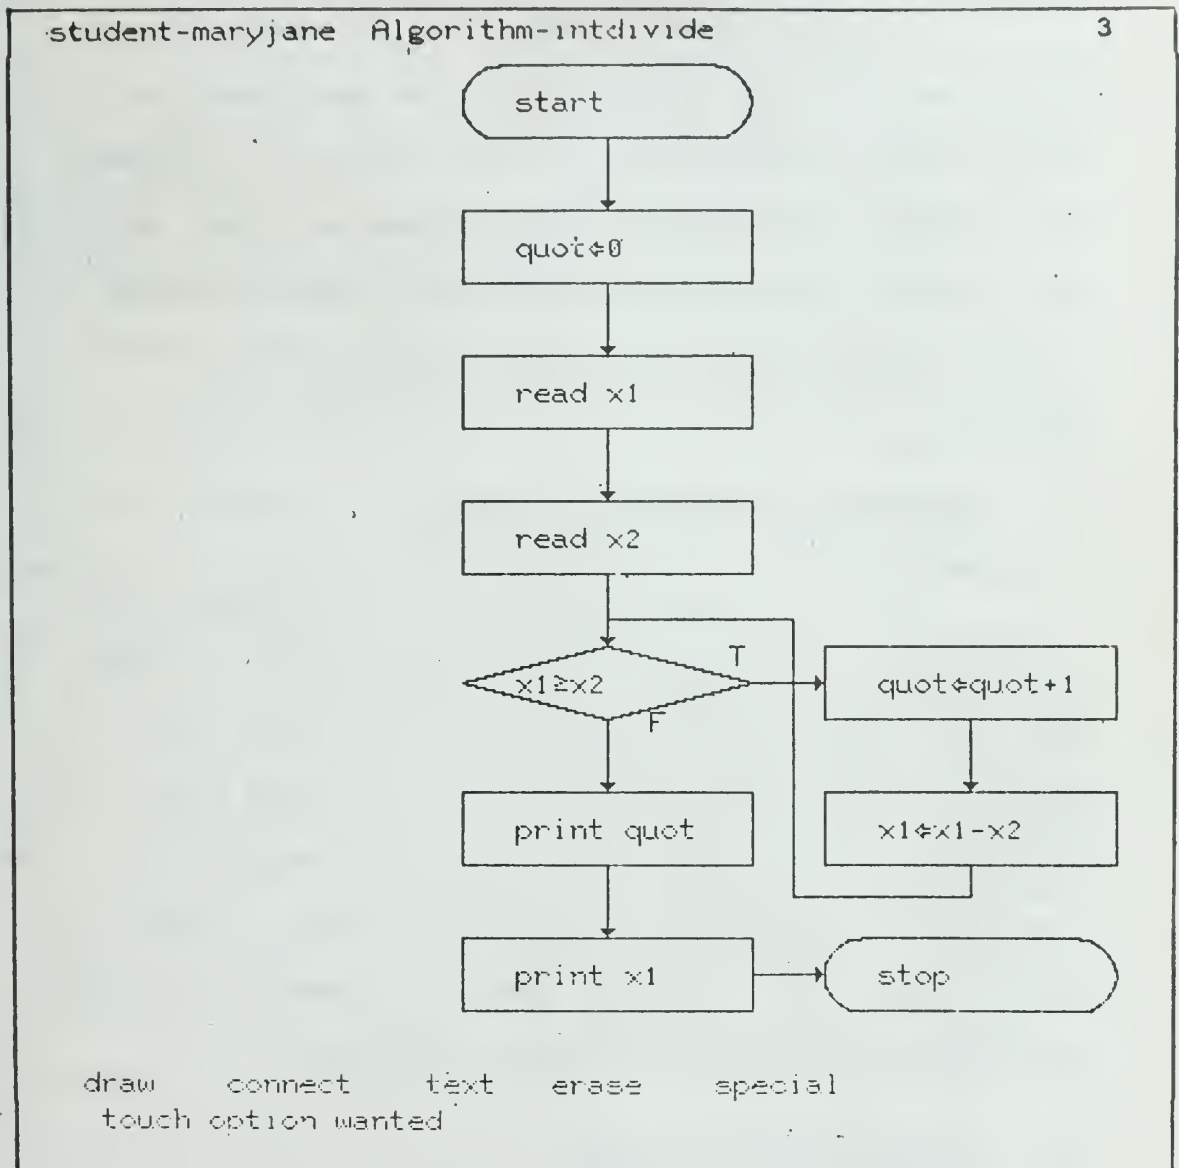 student-maryjane Algorithm-intdivide 3
start
quot⇐0
read x1
read x2
x1≥x2
T
quot⇐quot+1
F
print quot
x1⇐x1-x2
print x1
stop
draw connect text erase special
touch option wanted